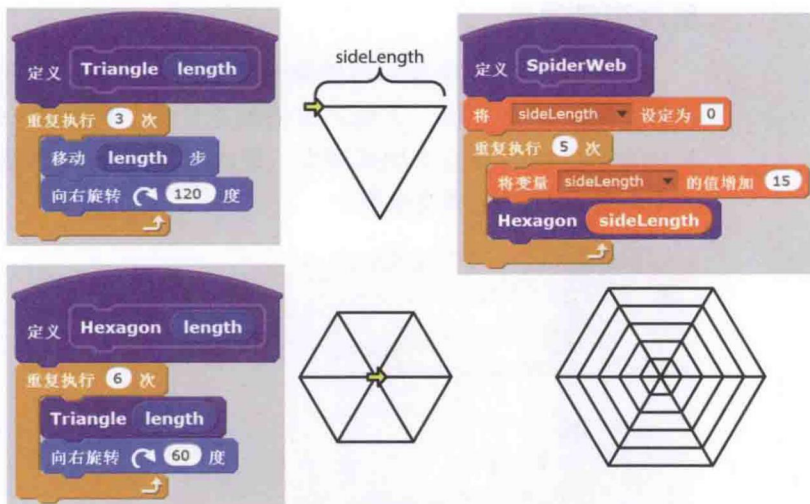 定义 Triangle length
重复执行 3 次
移动 length 步
向右旋转 120 度
sideLength
定义 SpiderWeb
将 sideLength 设定为 0
重复执行 5 次
将变量 sideLength 的值增加 15
Hexagon sideLength
定义 Hexagon length
重复执行 6 次
Triangle length
向右旋转 60 度